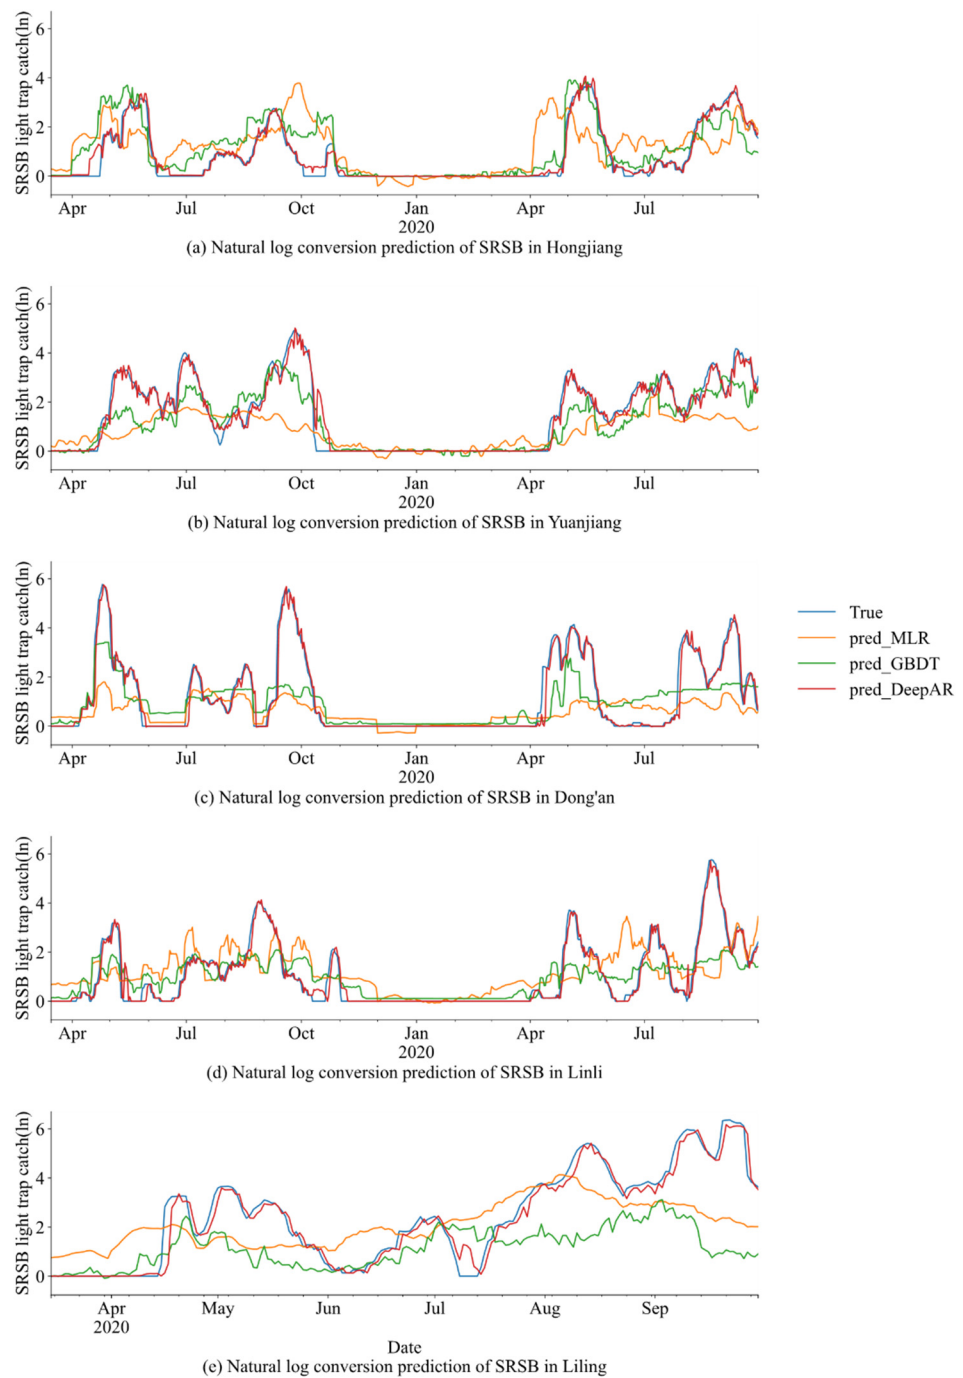 SRSB light trap catch(ln)
6
4
2
0
Apr Jul Oct Jan Apr Jul
2020
(a) Natural log conversion prediction of SRSB in Hongjiang
SRSB light trap catch(ln)
6
4
2
0
Apr Jul Oct Jan Apr Jul
2020
(b) Natural log conversion prediction of SRSB in Yuanjiang
SRSB light trap catch(ln)
6
4
2
0
Apr Jul Oct Jan Apr Jul
2020
(c) Natural log conversion prediction of SRSB in Dong'an
True
pred_MLR
pred_GBDT
pred_DeepAR
SRSB light trap catch(ln)
6
4
2
0
Apr Jul Oct Jan Apr Jul
2020
(d) Natural log conversion prediction of SRSB in Linli
SRSB light trap catch(ln)
6
4
2
0
Apr May Jun Jul Aug Sep
2020
Date
(e) Natural log conversion prediction of SRSB in Liling